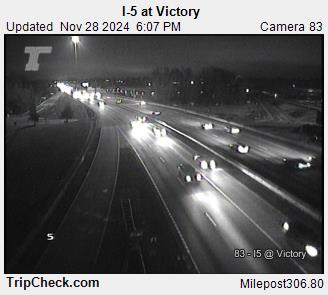 I-5 at Victory
Updated Nov 28 2024 6:07 PM Camera 83
T
S
83 - I5 @ Victory
TripCheck.com Milepost306.80